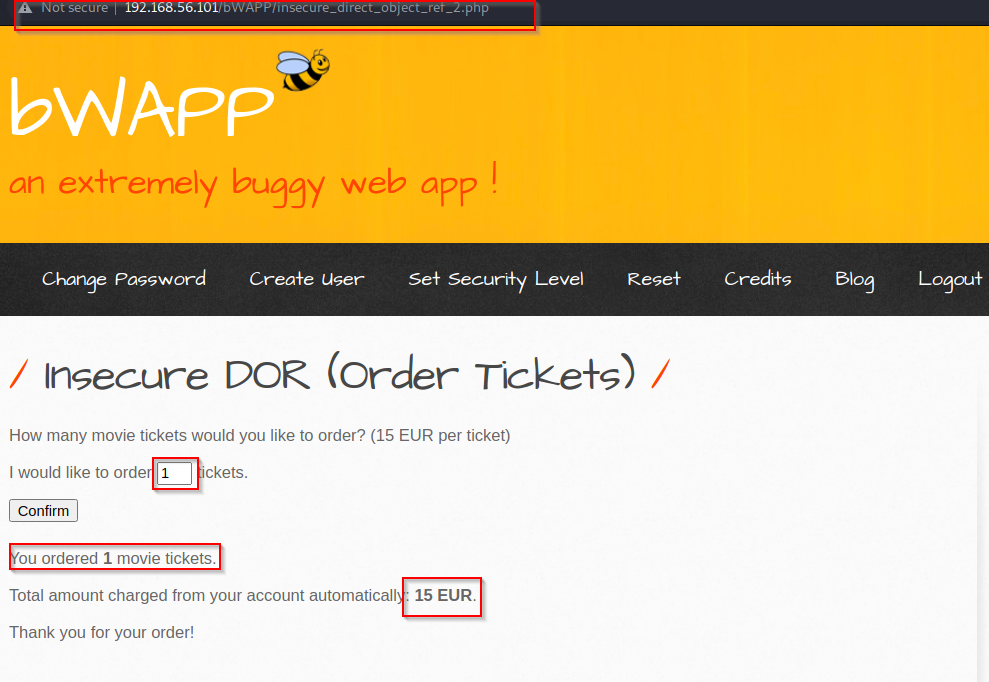 Not secure | 192.168.56.101/bWAPP/insecure_direct_object_ref_2.php
bWAPP
an extremely buggy web app !
Change Password Create User Set Security Level Reset Credits Blog Logout
/ Insecure DOR (Order Tickets) /
How many movie tickets would you like to order? (15 EUR per ticket)
I would like to order 1 tickets.
Confirm
You ordered 1 movie tickets.
Total amount charged from your account automatically: 15 EUR.
Thank you for your order!